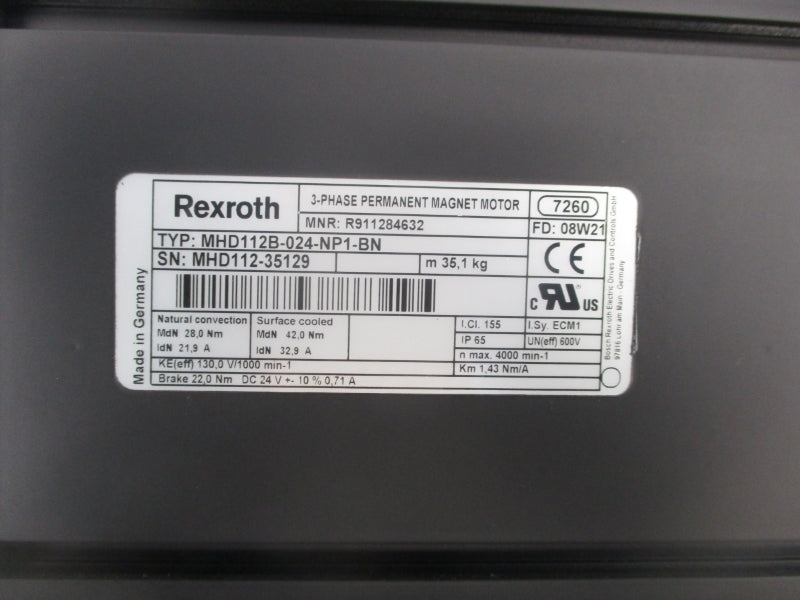 Rexroth
3-PHASE PERMANENT MAGNET MOTOR
7260
MNR: R911284632
FD: 08W21
TYP: MHD112B-024-NP1-BN
SN: MHD112-35129
m 35,1 kg
CE
c RU US
Natural convection
MdN 28,0 Nm
IdN 21,9 A
Surface cooled
MdN 42,0 Nm
IdN 32,9 A
I.Cl. 155
I.Sy. ECM1
IP 65
UN(eff) 600V
n max. 4000 min-1
KE(eff) 130,0 V/1000 min-1
Km 1,43 Nm/A
Brake 22,0 Nm DC 24 V +- 10 % 0,71 A
Made in Germany
Bosch Rexroth Electric Drives and Controls GmbH
97816 Lohr am Main - Germany